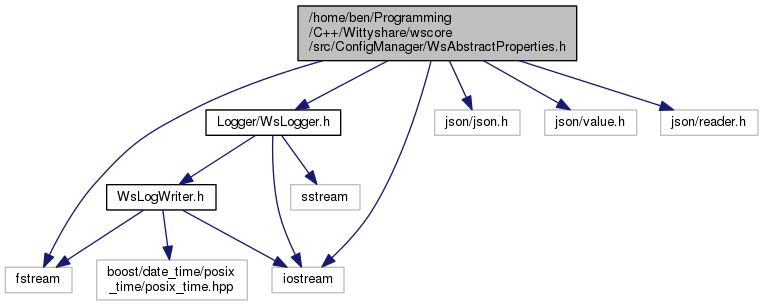 /home/ben/Programming
/C++/Wittyshare/wscore
/src/ConfigManager/WsAbstractProperties.h
Logger/WsLogger.h
json/json.h
json/value.h
json/reader.h
WsLogWriter.h
sstream
fstream
boost/date_time/posix
_time/posix_time.hpp
iostream